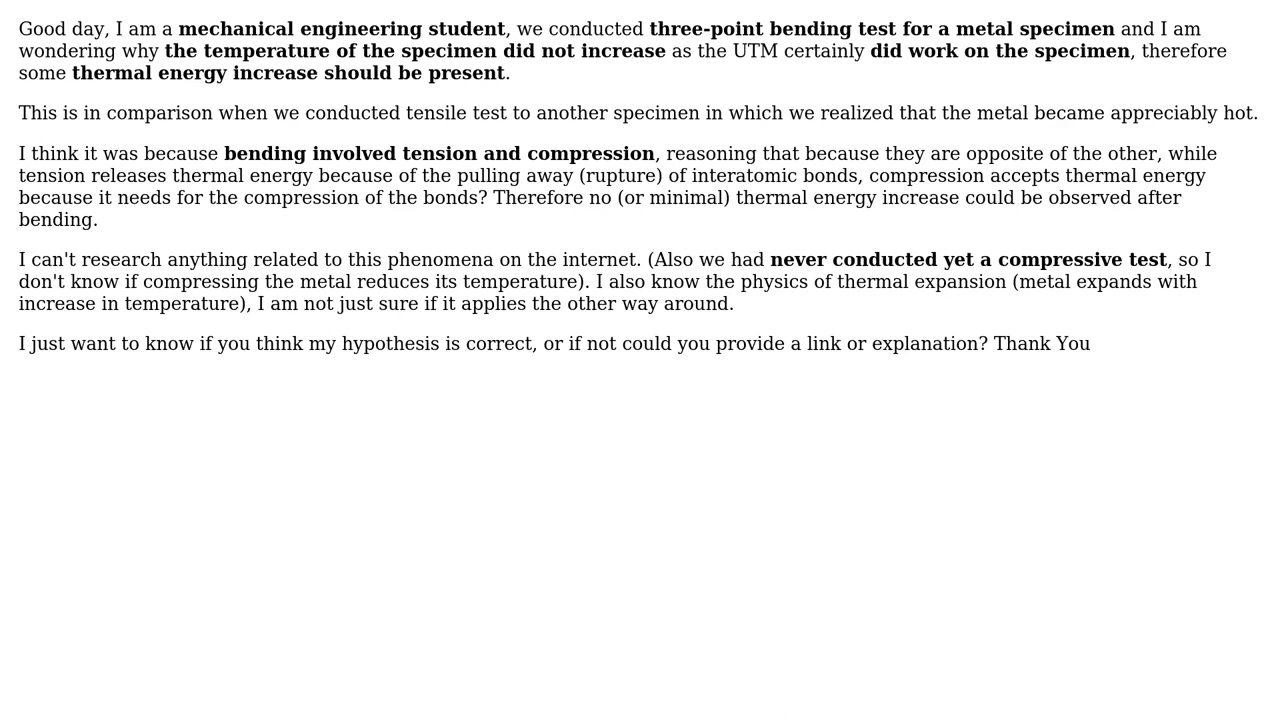 Good day, I am a mechanical engineering student, we conducted three-point bending test for a metal specimen and I am
wondering why the temperature of the specimen did not increase as the UTM certainly did work on the specimen, therefore
some thermal energy increase should be present.
This is in comparison when we conducted tensile test to another specimen in which we realized that the metal became appreciably hot.
I think it was because bending involved tension and compression, reasoning that because they are opposite of the other, while
tension releases thermal energy because of the pulling away (rupture) of interatomic bonds, compression accepts thermal energy
because it needs for the compression of the bonds? Therefore no (or minimal) thermal energy increase could be observed after
bending.
I can't research anything related to this phenomena on the internet. (Also we had never conducted yet a compressive test, so I
don't know if compressing the metal reduces its temperature). I also know the physics of thermal expansion (metal expands with
increase in temperature), I am not just sure if it applies the other way around.
I just want to know if you think my hypothesis is correct, or if not could you provide a link or explanation? Thank You